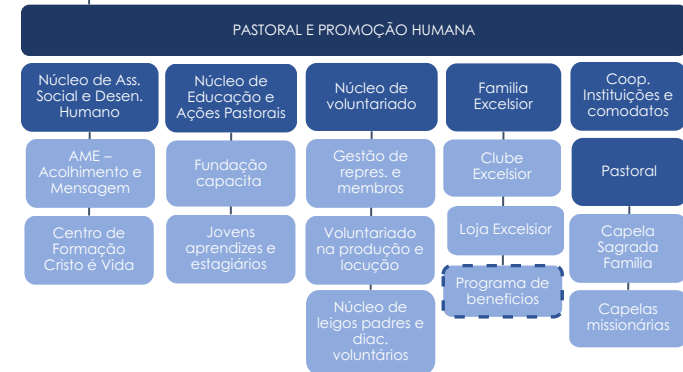 PASTORAL E PROMOÇÃO HUMANA
Núcleo de Ass.
Social e Desen.
Humano
AME –
Acolhimento e
Mensagem
Centro de
Formação
Cristo é Vida
Núcleo de
Educação e
Ações Pastorais
Fundação
capacita
Jovens
aprendizes e
estagiários
Núcleo de
voluntariado
Gestão de
repres. e
membros
Voluntariado
na produção e
locução
Núcleo de
leigos padres e
diac.
voluntários
Familia
Excelsior
Clube
Excelsior
Loja Excelsior
Programa de
beneficios
Coop.
Instituições e
comodatos
Pastoral
Capela
Sagrada
Família
Capelas
missionárias